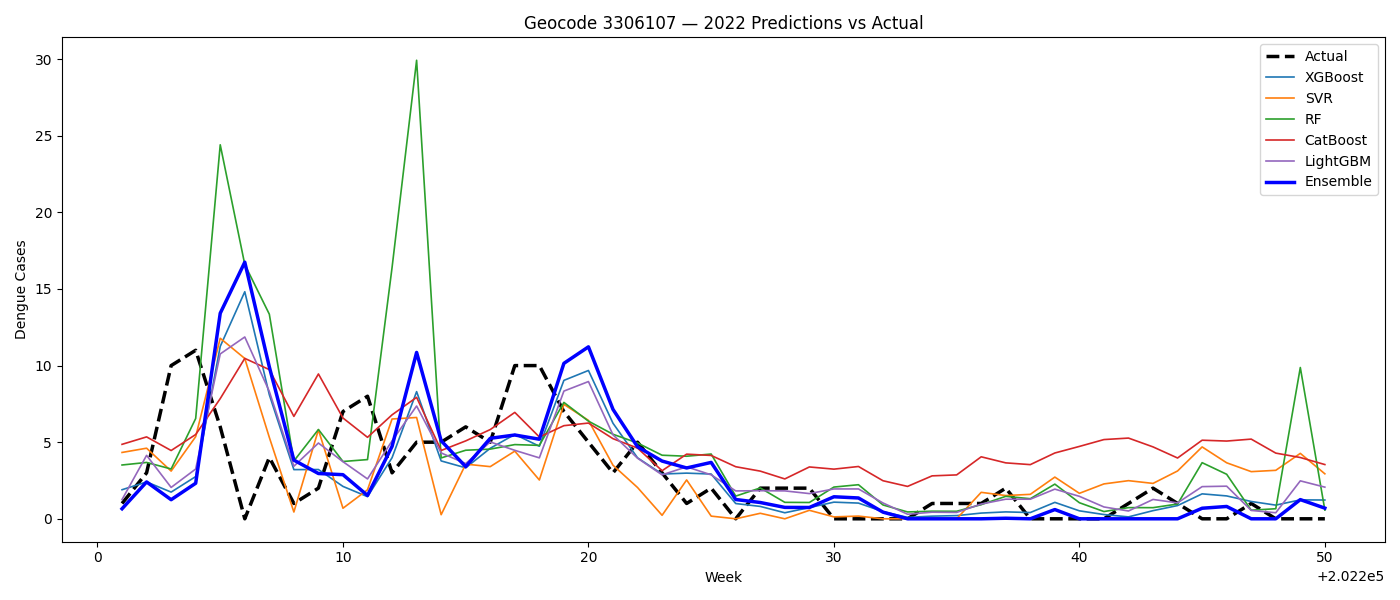 Geocode 3306107 — 2022 Predictions vs Actual
Dengue Cases
30
25
20
15
10
5
0
Actual
XGBoost
SVR
RF
CatBoost
LightGBM
Ensemble
0 10 20 30 40 50
Week
+2.022e5